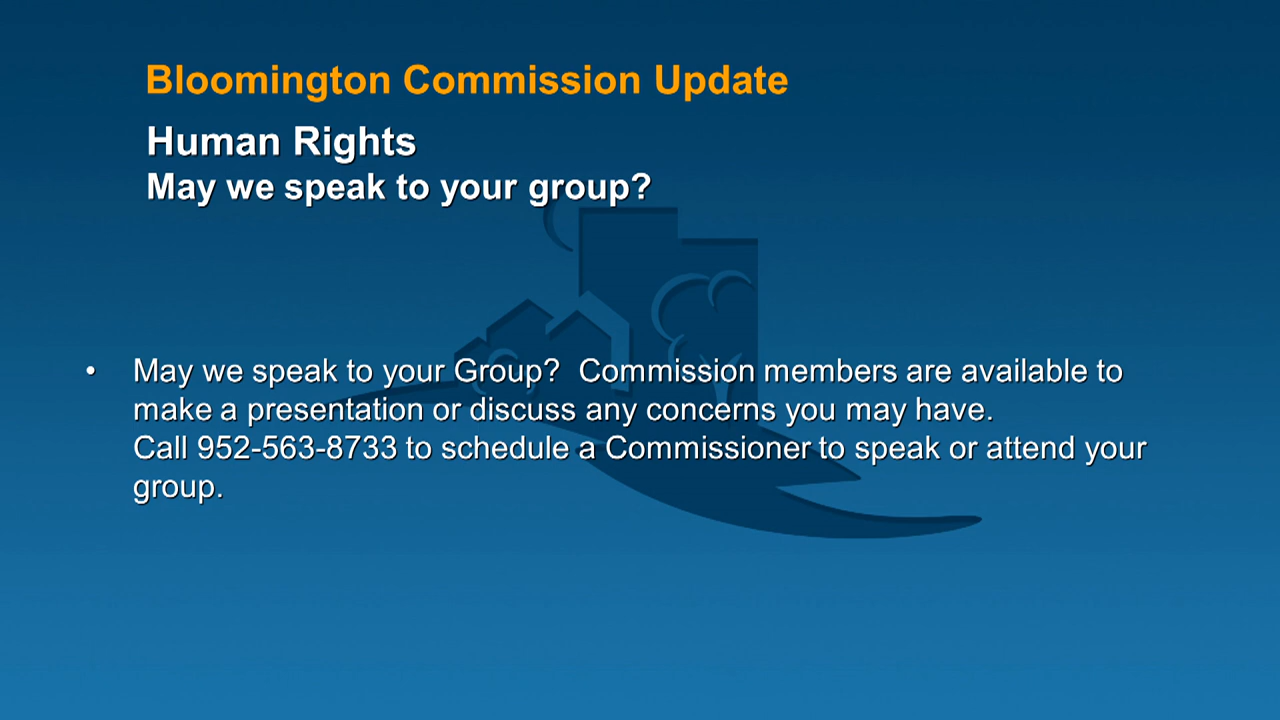 Bloomington Commission Update
Human Rights
May we speak to your group?
• May we speak to your Group?  Commission members are available to
make a presentation or discuss any concerns you may have.
Call 952-563-8733 to schedule a Commissioner to speak or attend your
group.